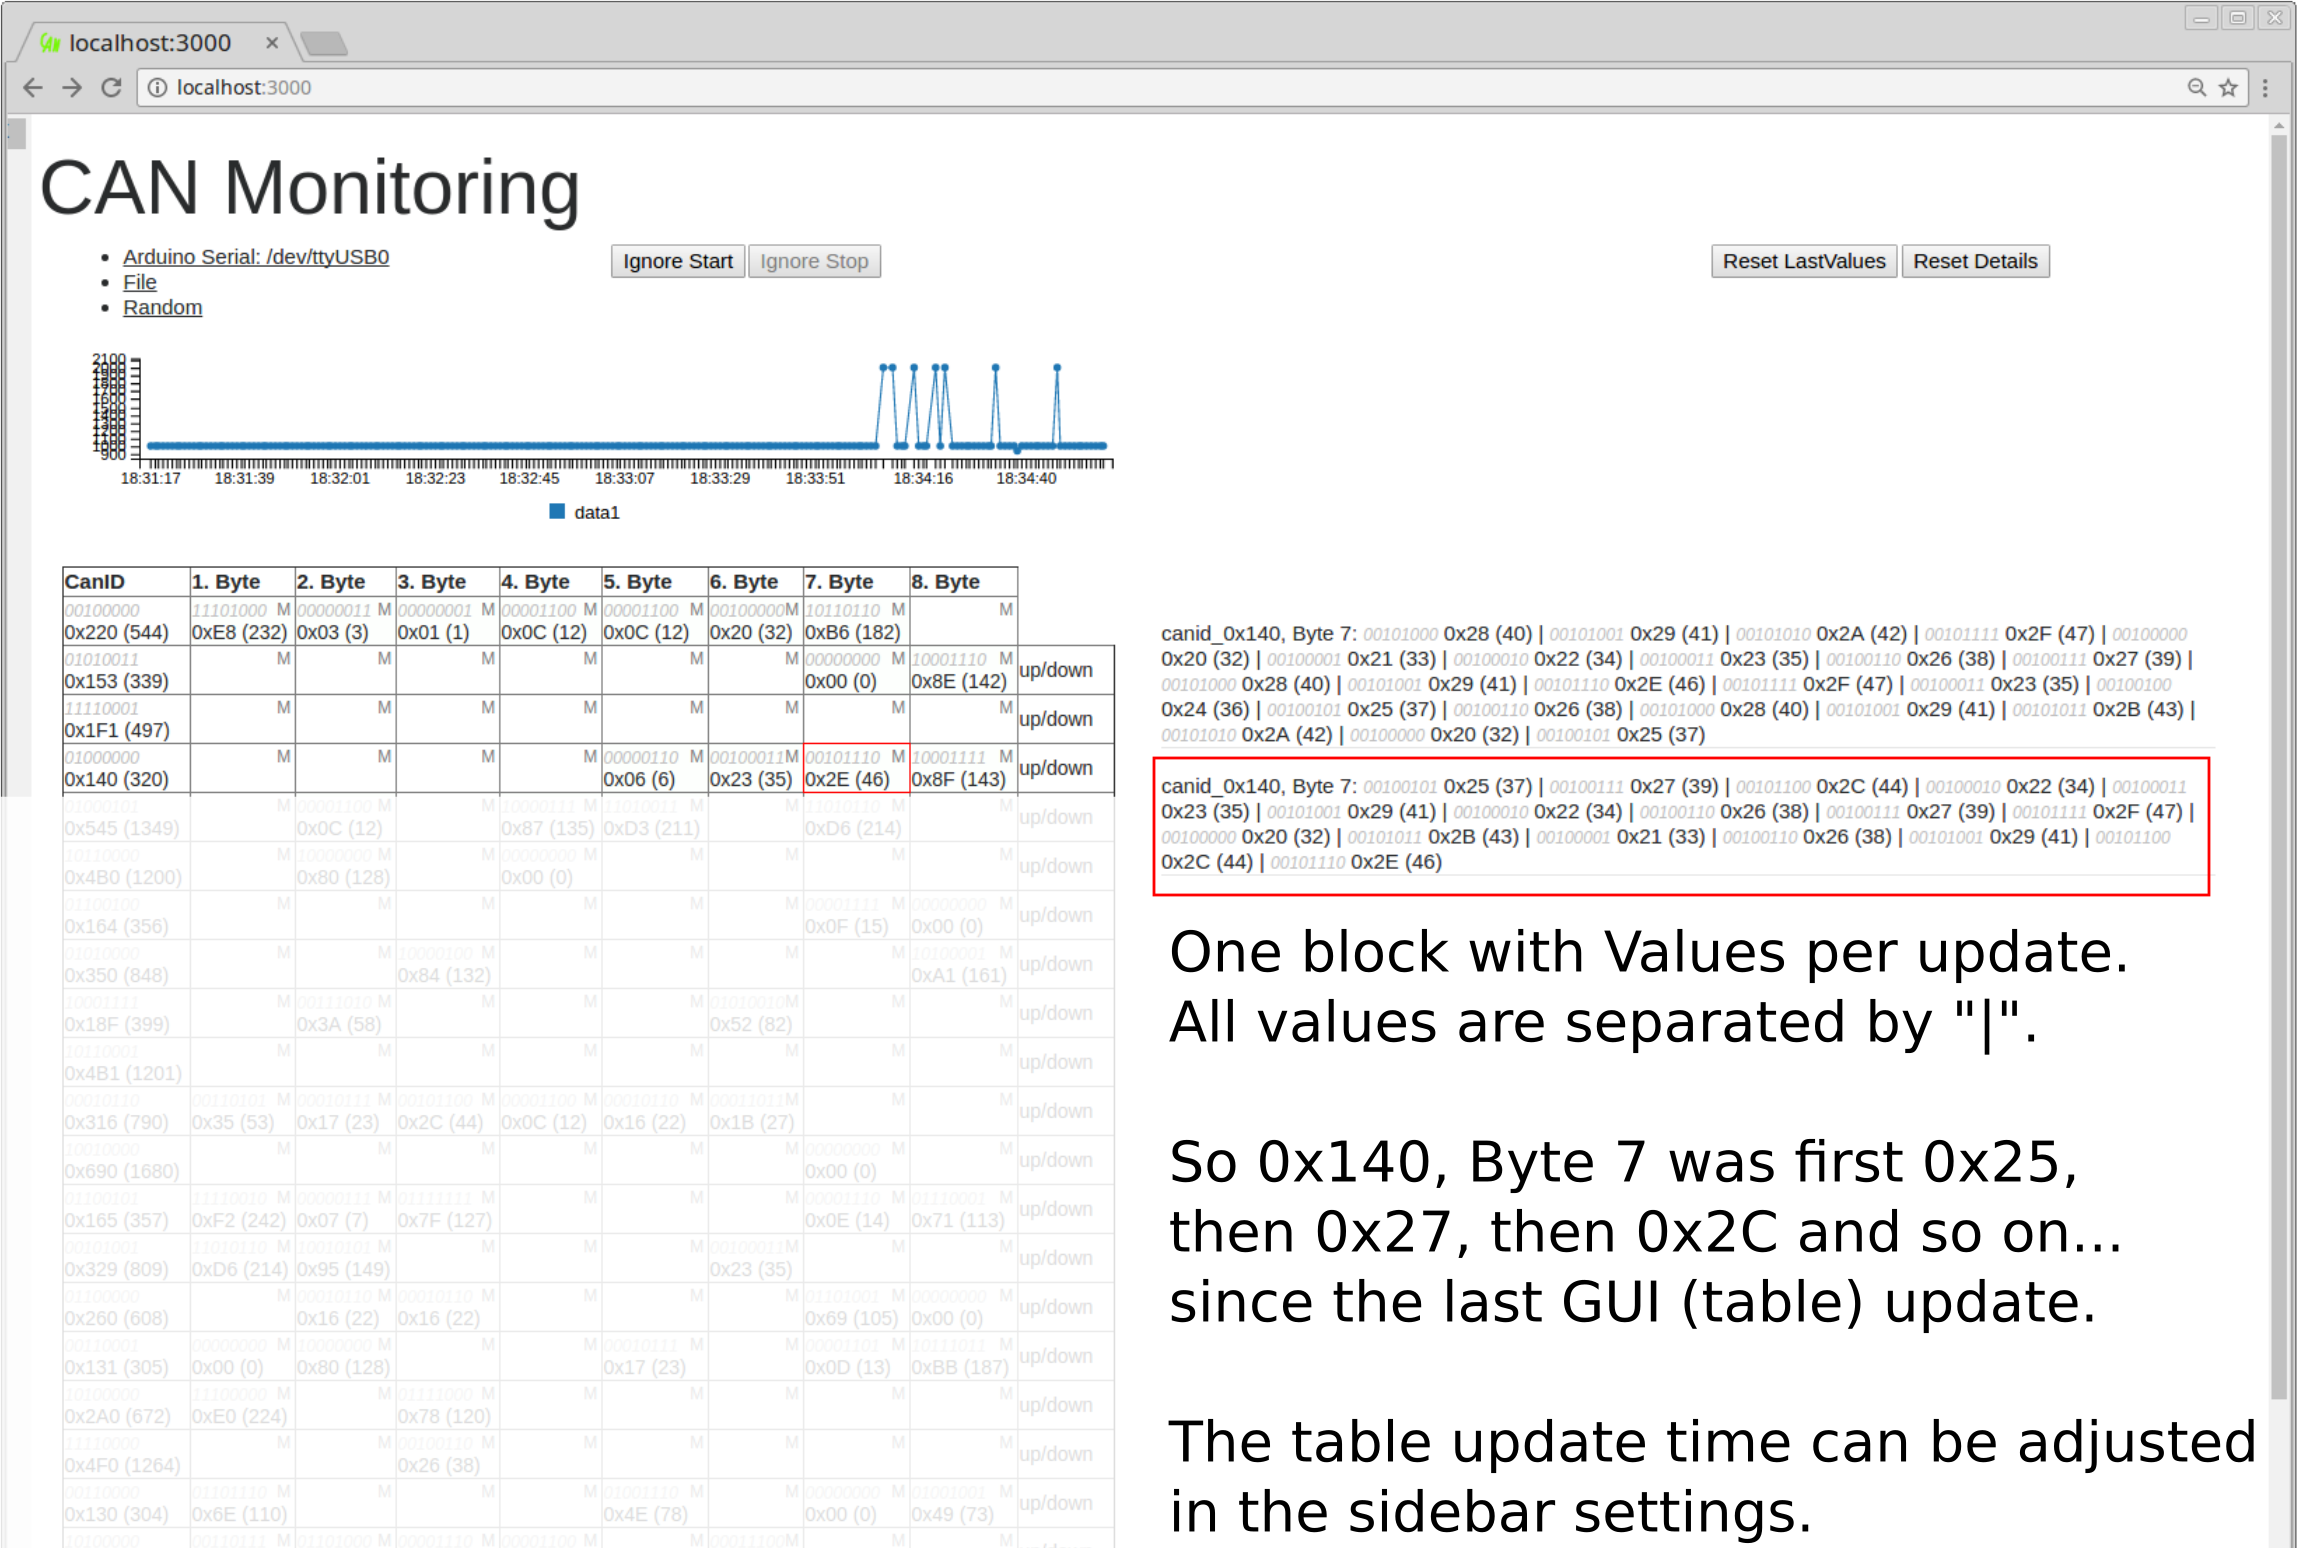 localhost:3000
localhost:3000
CAN Monitoring
Arduino Serial: /dev/ttyUSB0
File
Random
Ignore Start Ignore Stop
Reset LastValues Reset Details
2100
1000
900
18:31:17 18:31:39 18:32:01 18:32:23 18:32:45 18:33:07 18:33:29 18:33:51 18:34:16 18:34:40
data1
CanID 1. Byte 2. Byte 3. Byte 4. Byte 5. Byte 6. Byte 7. Byte 8. Byte
00100000 11101000 M 00000011 M 00000001 M 00001100 M 00001100 M 00100000 M 10110110 M M
0x220 (544) 0xE8 (232) 0x03 (3) 0x01 (1) 0x0C (12) 0x0C (12) 0x20 (32) 0xB6 (182)
01010011 M M M M M M 00000000 M 10001110 M
0x153 (339) 0x00 (0) 0x8E (142) up/down
11110001 M M M M M M M M
0x1F1 (497) up/down
01000000 M M M M 00000110 M 00100011 M 00101110 M 10001111 M
0x140 (320) 0x06 (6) 0x23 (35) 0x2E (46) 0x8F (143) up/down
01000101 M 00001100 M M 10000111 M 11010011 M M 11010110 M M
0x545 (1349) 0x0C (12) 0x87 (135) 0xD3 (211) 0xD6 (214) up/down
10110000 M 10000000 M M 00000000 M M M M M
0x4B0 (1200) 0x80 (128) 0x00 (0) up/down
01100100 M M M M M M 00001111 M 00000000 M
0x164 (356) 0x0F (15) 0x00 (0) up/down
01010000 M M 10000100 M M M M M 10100001 M
0x350 (848) 0x84 (132) 0xA1 (161) up/down
10001111 M 00111010 M M M M 01010010 M M M
0x18F (399) 0x3A (58) 0x52 (82) up/down
10110001 M M M M M M M M
0x4B1 (1201) up/down
00010110 00110101 M 00010111 M 00101100 M 00001100 M 00010110 M 00011011 M M M
0x316 (790) 0x35 (53) 0x17 (23) 0x2C (44) 0x0C (12) 0x16 (22) 0x1B (27) up/down
10010000 M M M M M M 00000000 M M
0x690 (1680) 0x00 (0) up/down
01100101 11110010 M 00000111 M 01111111 M M M M 00001110 M 01110001 M
0x165 (357) 0xF2 (242) 0x07 (7) 0x7F (127) 0x0E (14) 0x71 (113) up/down
00101001 11010110 M 10010101 M M M M 00100011 M M M
0x329 (809) 0xD6 (214) 0x95 (149) 0x23 (35) up/down
01100000 M 00010110 M 00010110 M M M M 01101001 M 00000000 M
0x260 (608) 0x16 (22) 0x16 (22) 0x69 (105) 0x00 (0) up/down
00110001 00000000 M 10000000 M M M 00010111 M M 00001101 M 10111011 M
0x131 (305) 0x00 (0) 0x80 (128) 0x17 (23) 0x0D (13) 0xBB (187) up/down
10100000 11100000 M M 01111000 M M M M M M
0x2A0 (672) 0xE0 (224) 0x78 (120) up/down
11110000 M M 00100110 M M M M M M
0x4F0 (1264) 0x26 (38) up/down
00110000 01101110 M M M M 01001110 M M 00000000 M 01001001 M
0x130 (304) 0x6E (110) 0x4E (78) 0x00 (0) 0x49 (73) up/down
10100000 00110111 M 01101000 M 00001110 M 00001100 M M 00011100 M M M
canid_0x140, Byte 7: 00101000 0x28 (40) | 00101001 0x29 (41) | 00101010 0x2A (42) | 00101111 0x2F (47) | 00100000
0x20 (32) | 00100001 0x21 (33) | 00100010 0x22 (34) | 00100011 0x23 (35) | 00100110 0x26 (38) | 00100111 0x27 (39) |
00101000 0x28 (40) | 00101001 0x29 (41) | 00101110 0x2E (46) | 00101111 0x2F (47) | 00100011 0x23 (35) | 00100100
0x24 (36) | 00100101 0x25 (37) | 00100110 0x26 (38) | 00101000 0x28 (40) | 00101001 0x29 (41) | 00101011 0x2B (43) |
00101010 0x2A (42) | 00100000 0x20 (32) | 00100101 0x25 (37)
canid_0x140, Byte 7: 00100101 0x25 (37) | 00100111 0x27 (39) | 00101100 0x2C (44) | 00100010 0x22 (34) | 00100011
0x23 (35) | 00101001 0x29 (41) | 00100010 0x22 (34) | 00100110 0x26 (38) | 00100111 0x27 (39) | 00101111 0x2F (47) |
00100000 0x20 (32) | 00101011 0x2B (43) | 00100001 0x21 (33) | 00100110 0x26 (38) | 00101001 0x29 (41) | 00101100
0x2C (44) | 00101110 0x2E (46)
One block with Values per update.
All values are separated by "|".
So 0x140, Byte 7 was first 0x25,
then 0x27, then 0x2C and so on...
since the last GUI (table) update.
The table update time can be adjusted
in the sidebar settings.